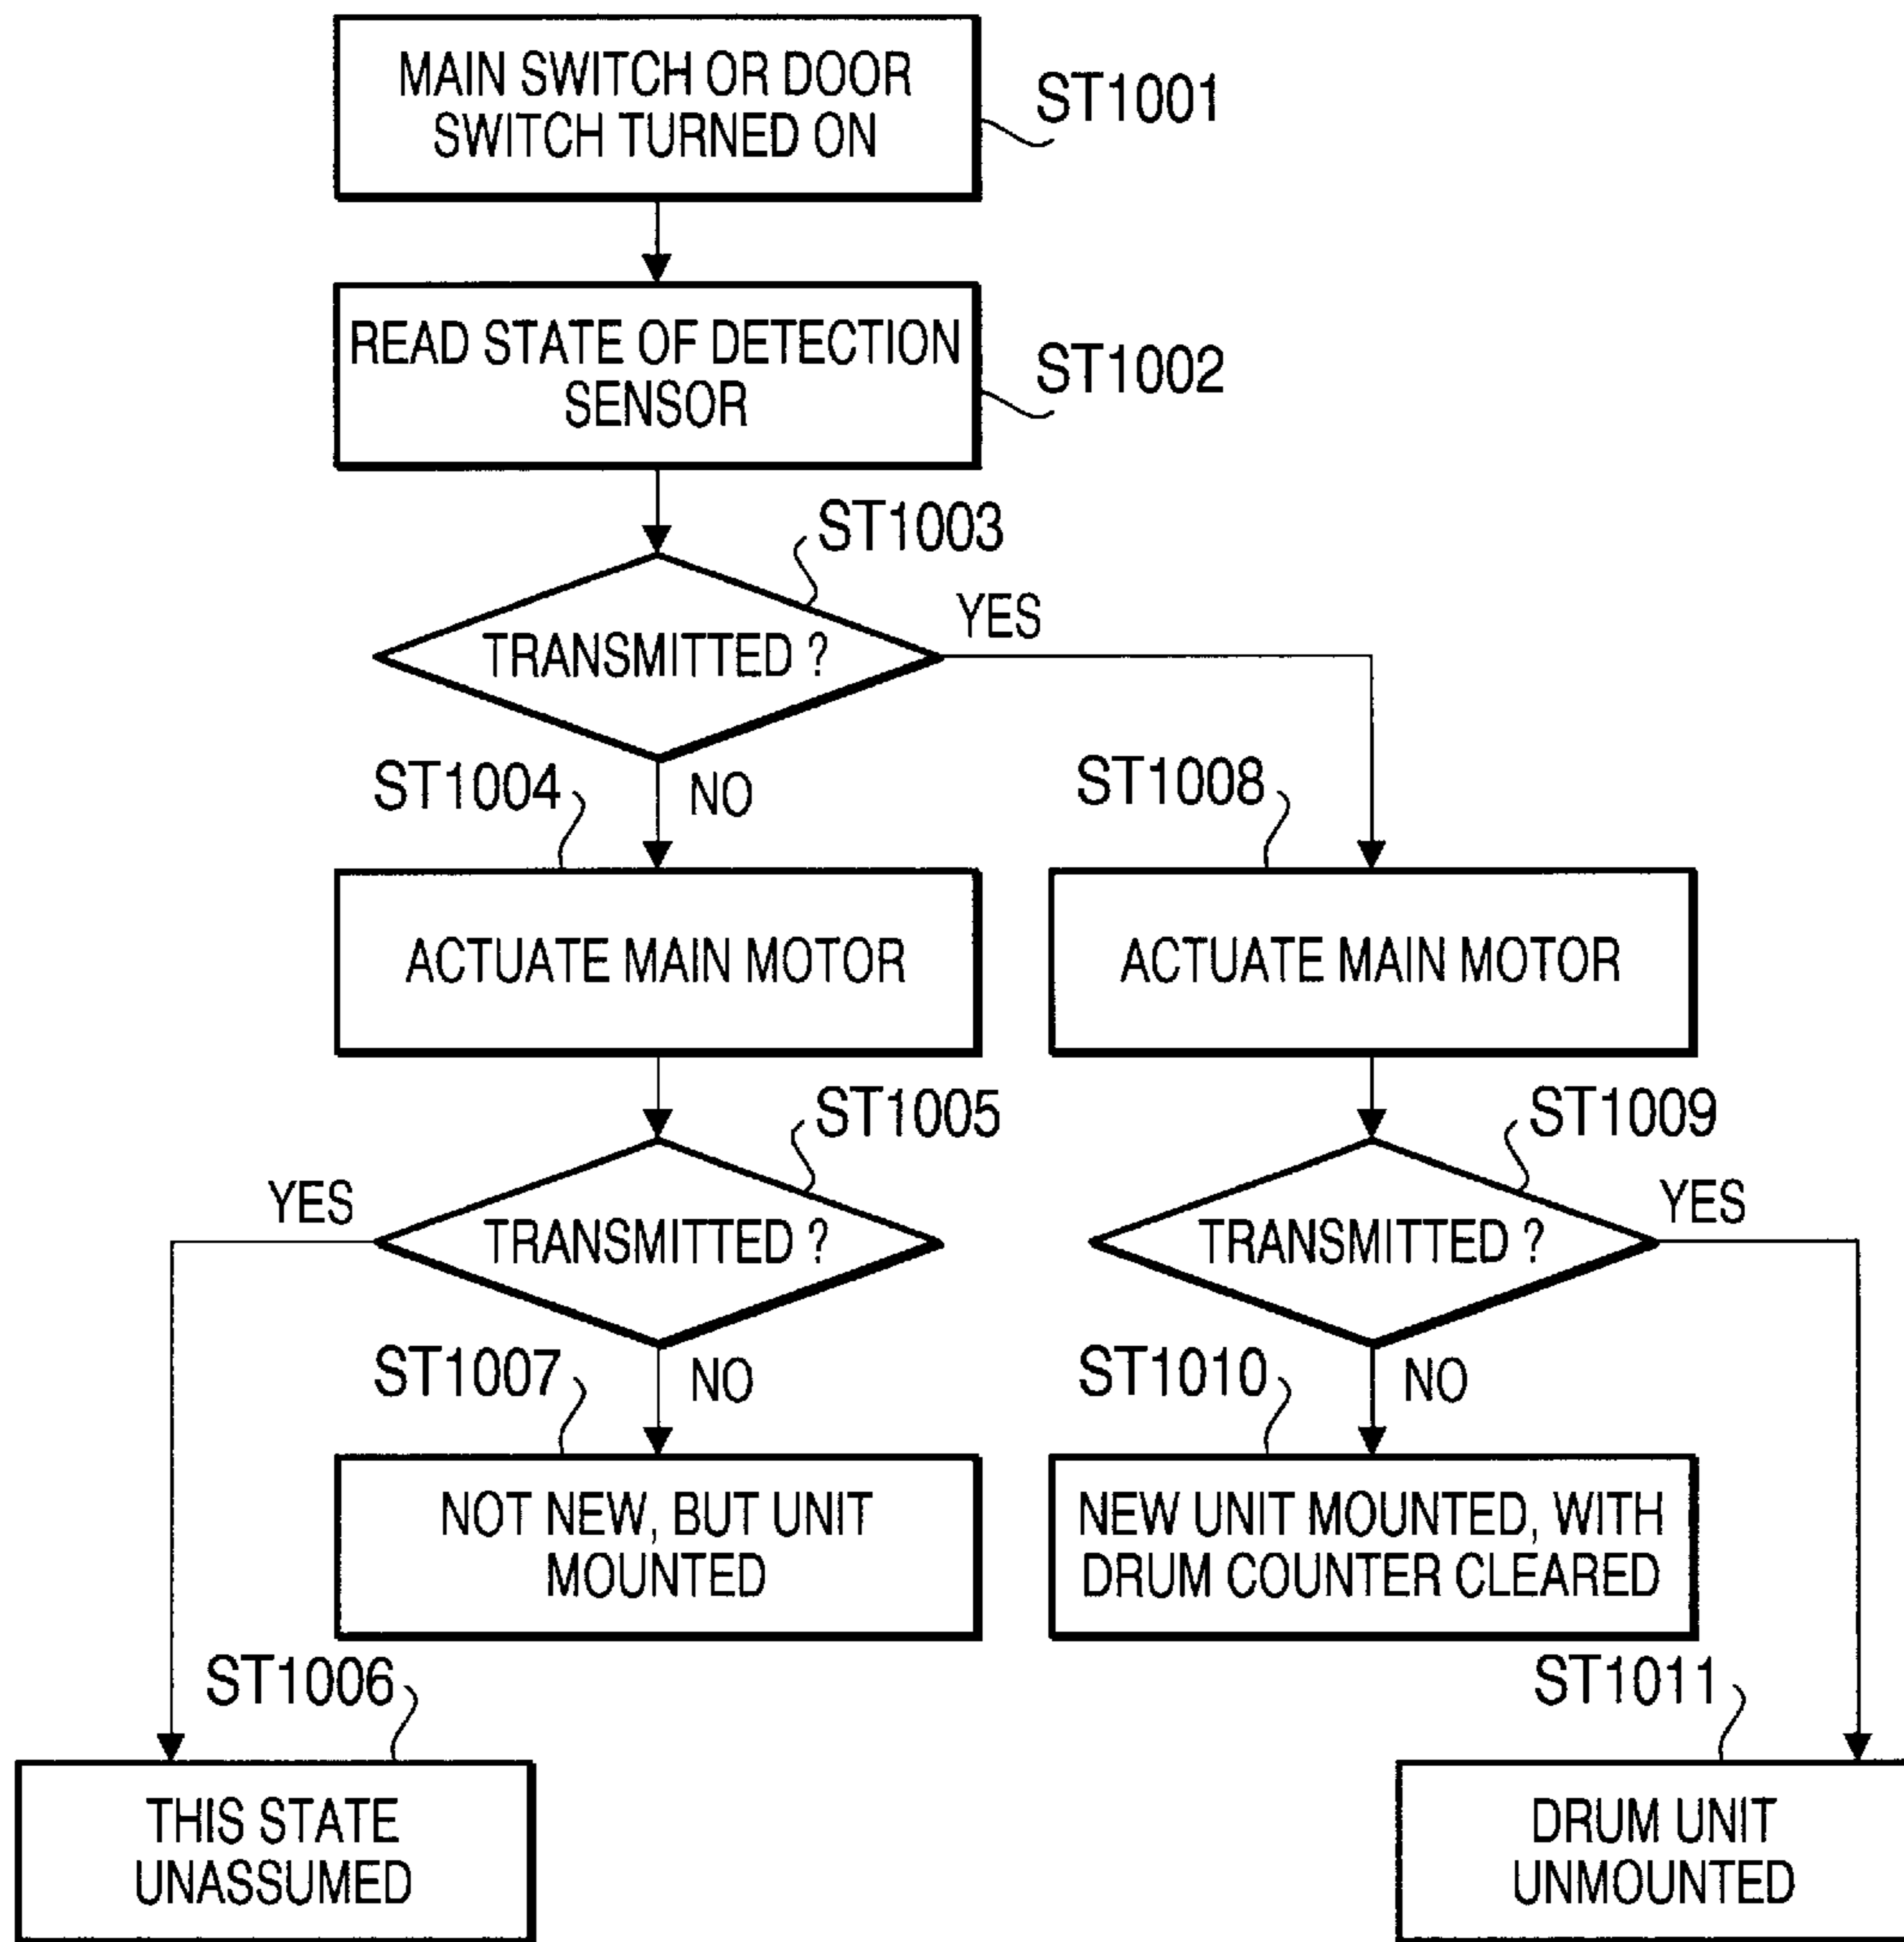 MAIN SWITCH OR DOOR
SWITCH TURNED ON
ST1001
READ STATE OF DETECTION
SENSOR
ST1002
ST1003
TRANSMITTED ?
YES
NO
ST1004
ACTUATE MAIN MOTOR
ST1008
ACTUATE MAIN MOTOR
ST1005
TRANSMITTED ?
YES
NO
ST1009
TRANSMITTED ?
YES
NO
ST1007
NOT NEW, BUT UNIT
MOUNTED
ST1010
NEW UNIT MOUNTED, WITH
DRUM COUNTER CLEARED
ST1006
THIS STATE
UNASSUMED
ST1011
DRUM UNIT
UNMOUNTED